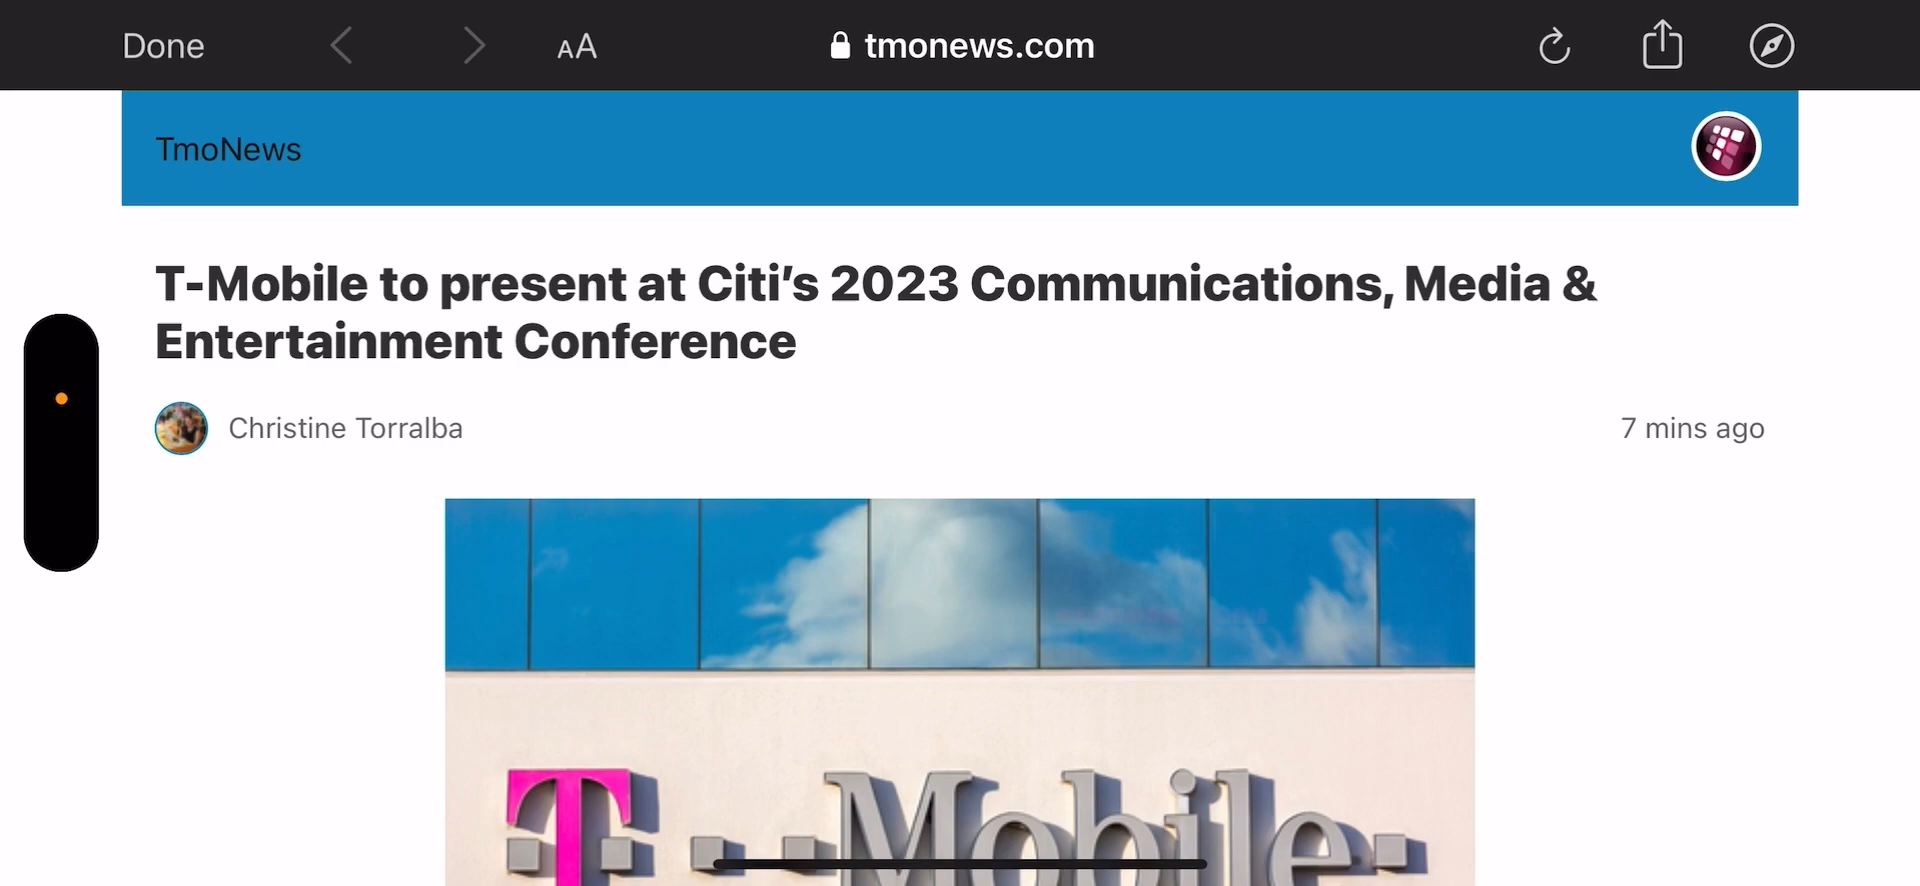 Done
AA
tmonews.com
TmoNews
T-Mobile to present at Citi’s 2023 Communications, Media &
Entertainment Conference
Christine Torralba
7 mins ago
T--Mobile-